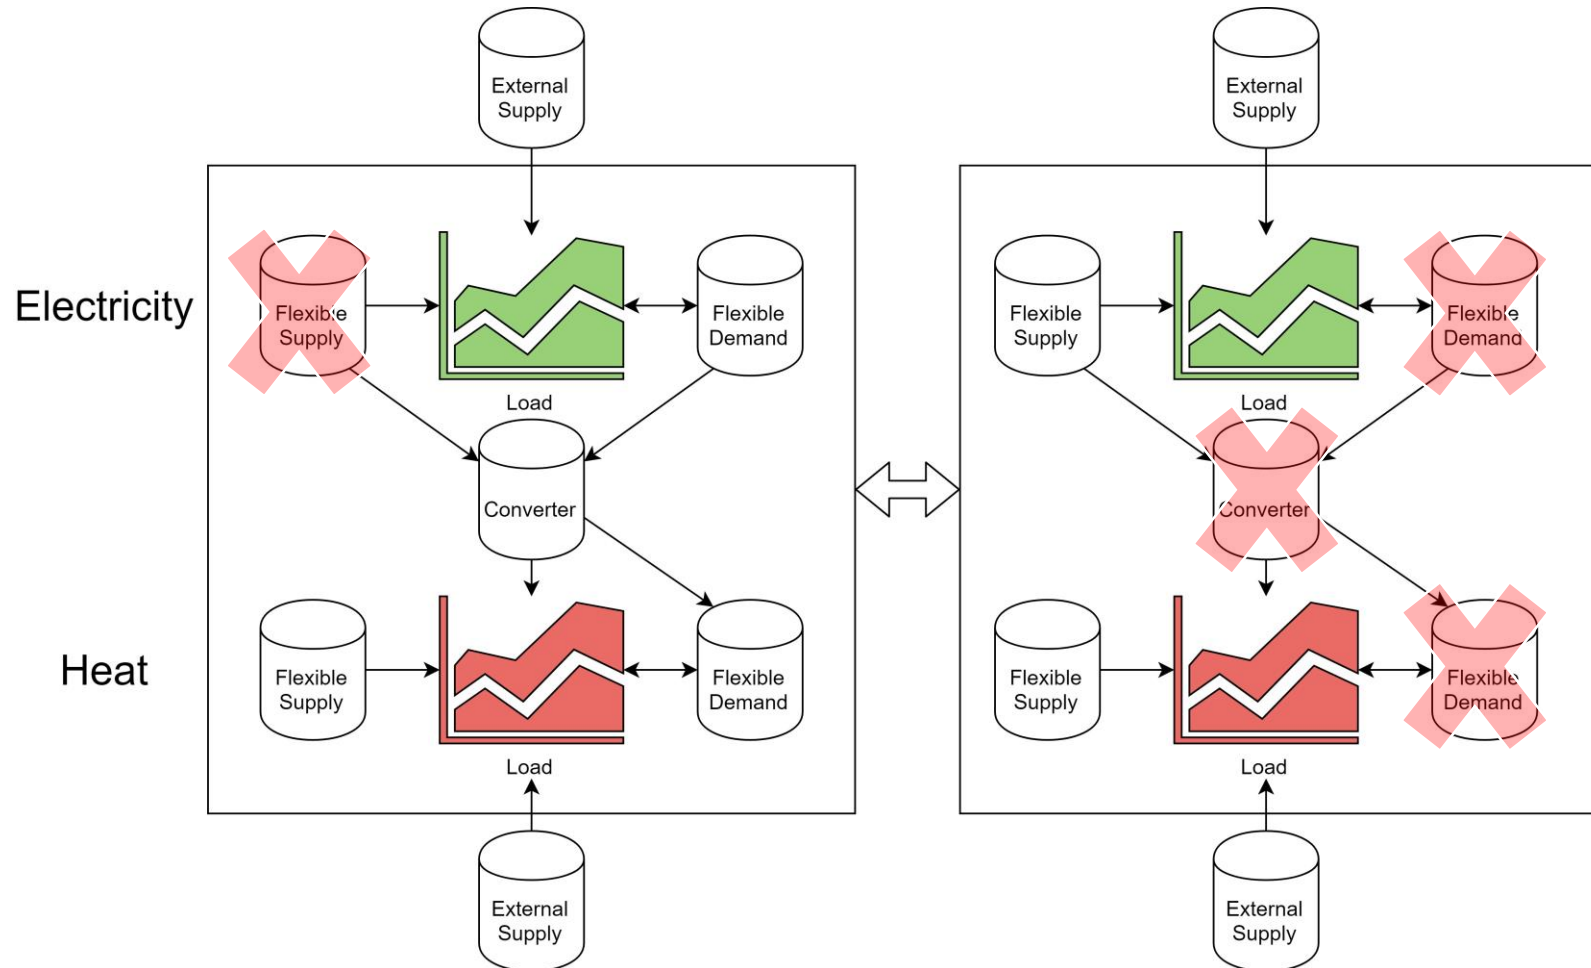 External
Supply
External
Supply
Electricity
Flexible
Supply
Flexible
Demand
Flexible
Supply
Flexible
Demand
Load
Load
Converter
Converter
Heat
Flexible
Supply
Flexible
Demand
Flexible
Supply
Flexible
Demand
Load
Load
External
Supply
External
Supply